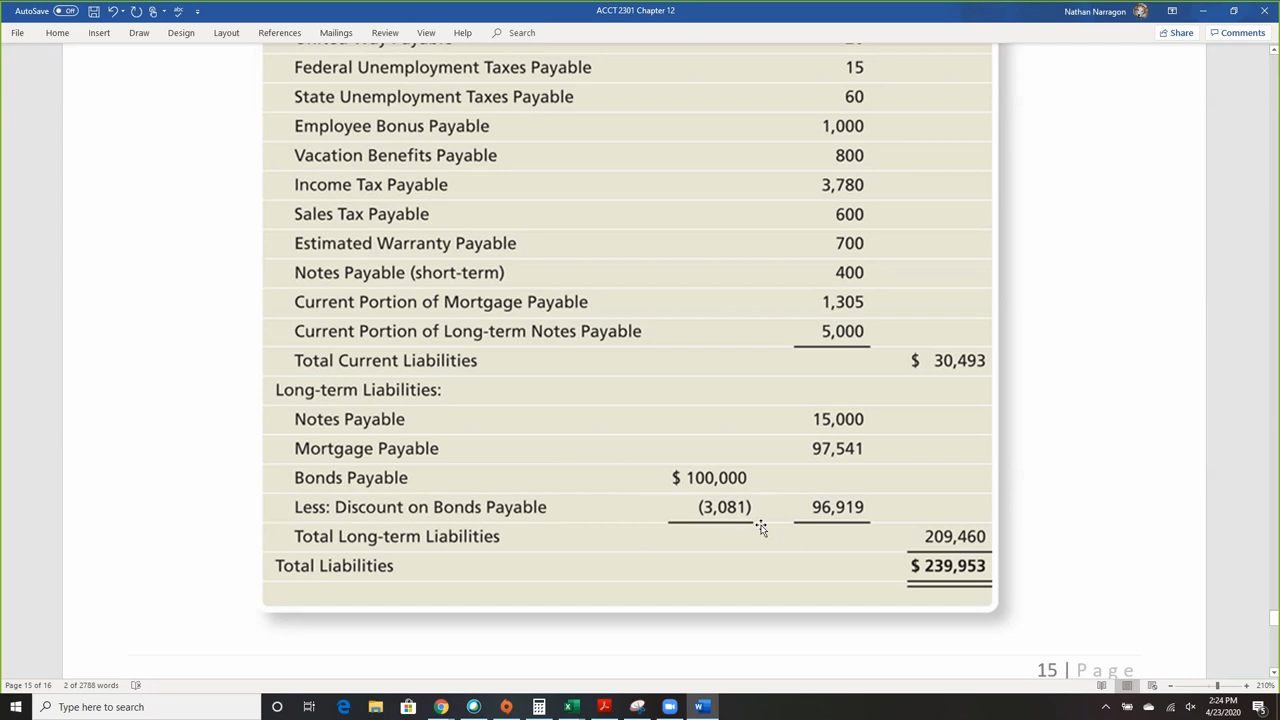 AutoSave Off ACCT 2301 Chapter 12 Nathan Narragon
File Home Insert Draw Design Layout References Mailings Review View Help Search Share Comments
United Way Payable 20
Federal Unemployment Taxes Payable 15
State Unemployment Taxes Payable 60
Employee Bonus Payable 1,000
Vacation Benefits Payable 800
Income Tax Payable 3,780
Sales Tax Payable 600
Estimated Warranty Payable 700
Notes Payable (short-term) 400
Current Portion of Mortgage Payable 1,305
Current Portion of Long-term Notes Payable 5,000
Total Current Liabilities $ 30,493
Long-term Liabilities:
Notes Payable 15,000
Mortgage Payable 97,541
Bonds Payable $ 100,000
Less: Discount on Bonds Payable (3,081) 96,919
Total Long-term Liabilities 209,460
Total Liabilities $ 239,953
15 | Page
Page 15 of 16 2 of 2788 words 210%
Type here to search 2:24 PM
4/23/2020